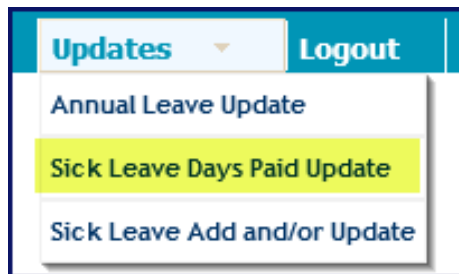 Updates Logout
Annual Leave Update
Sick Leave Days Paid Update
Sick Leave Add and/or Update